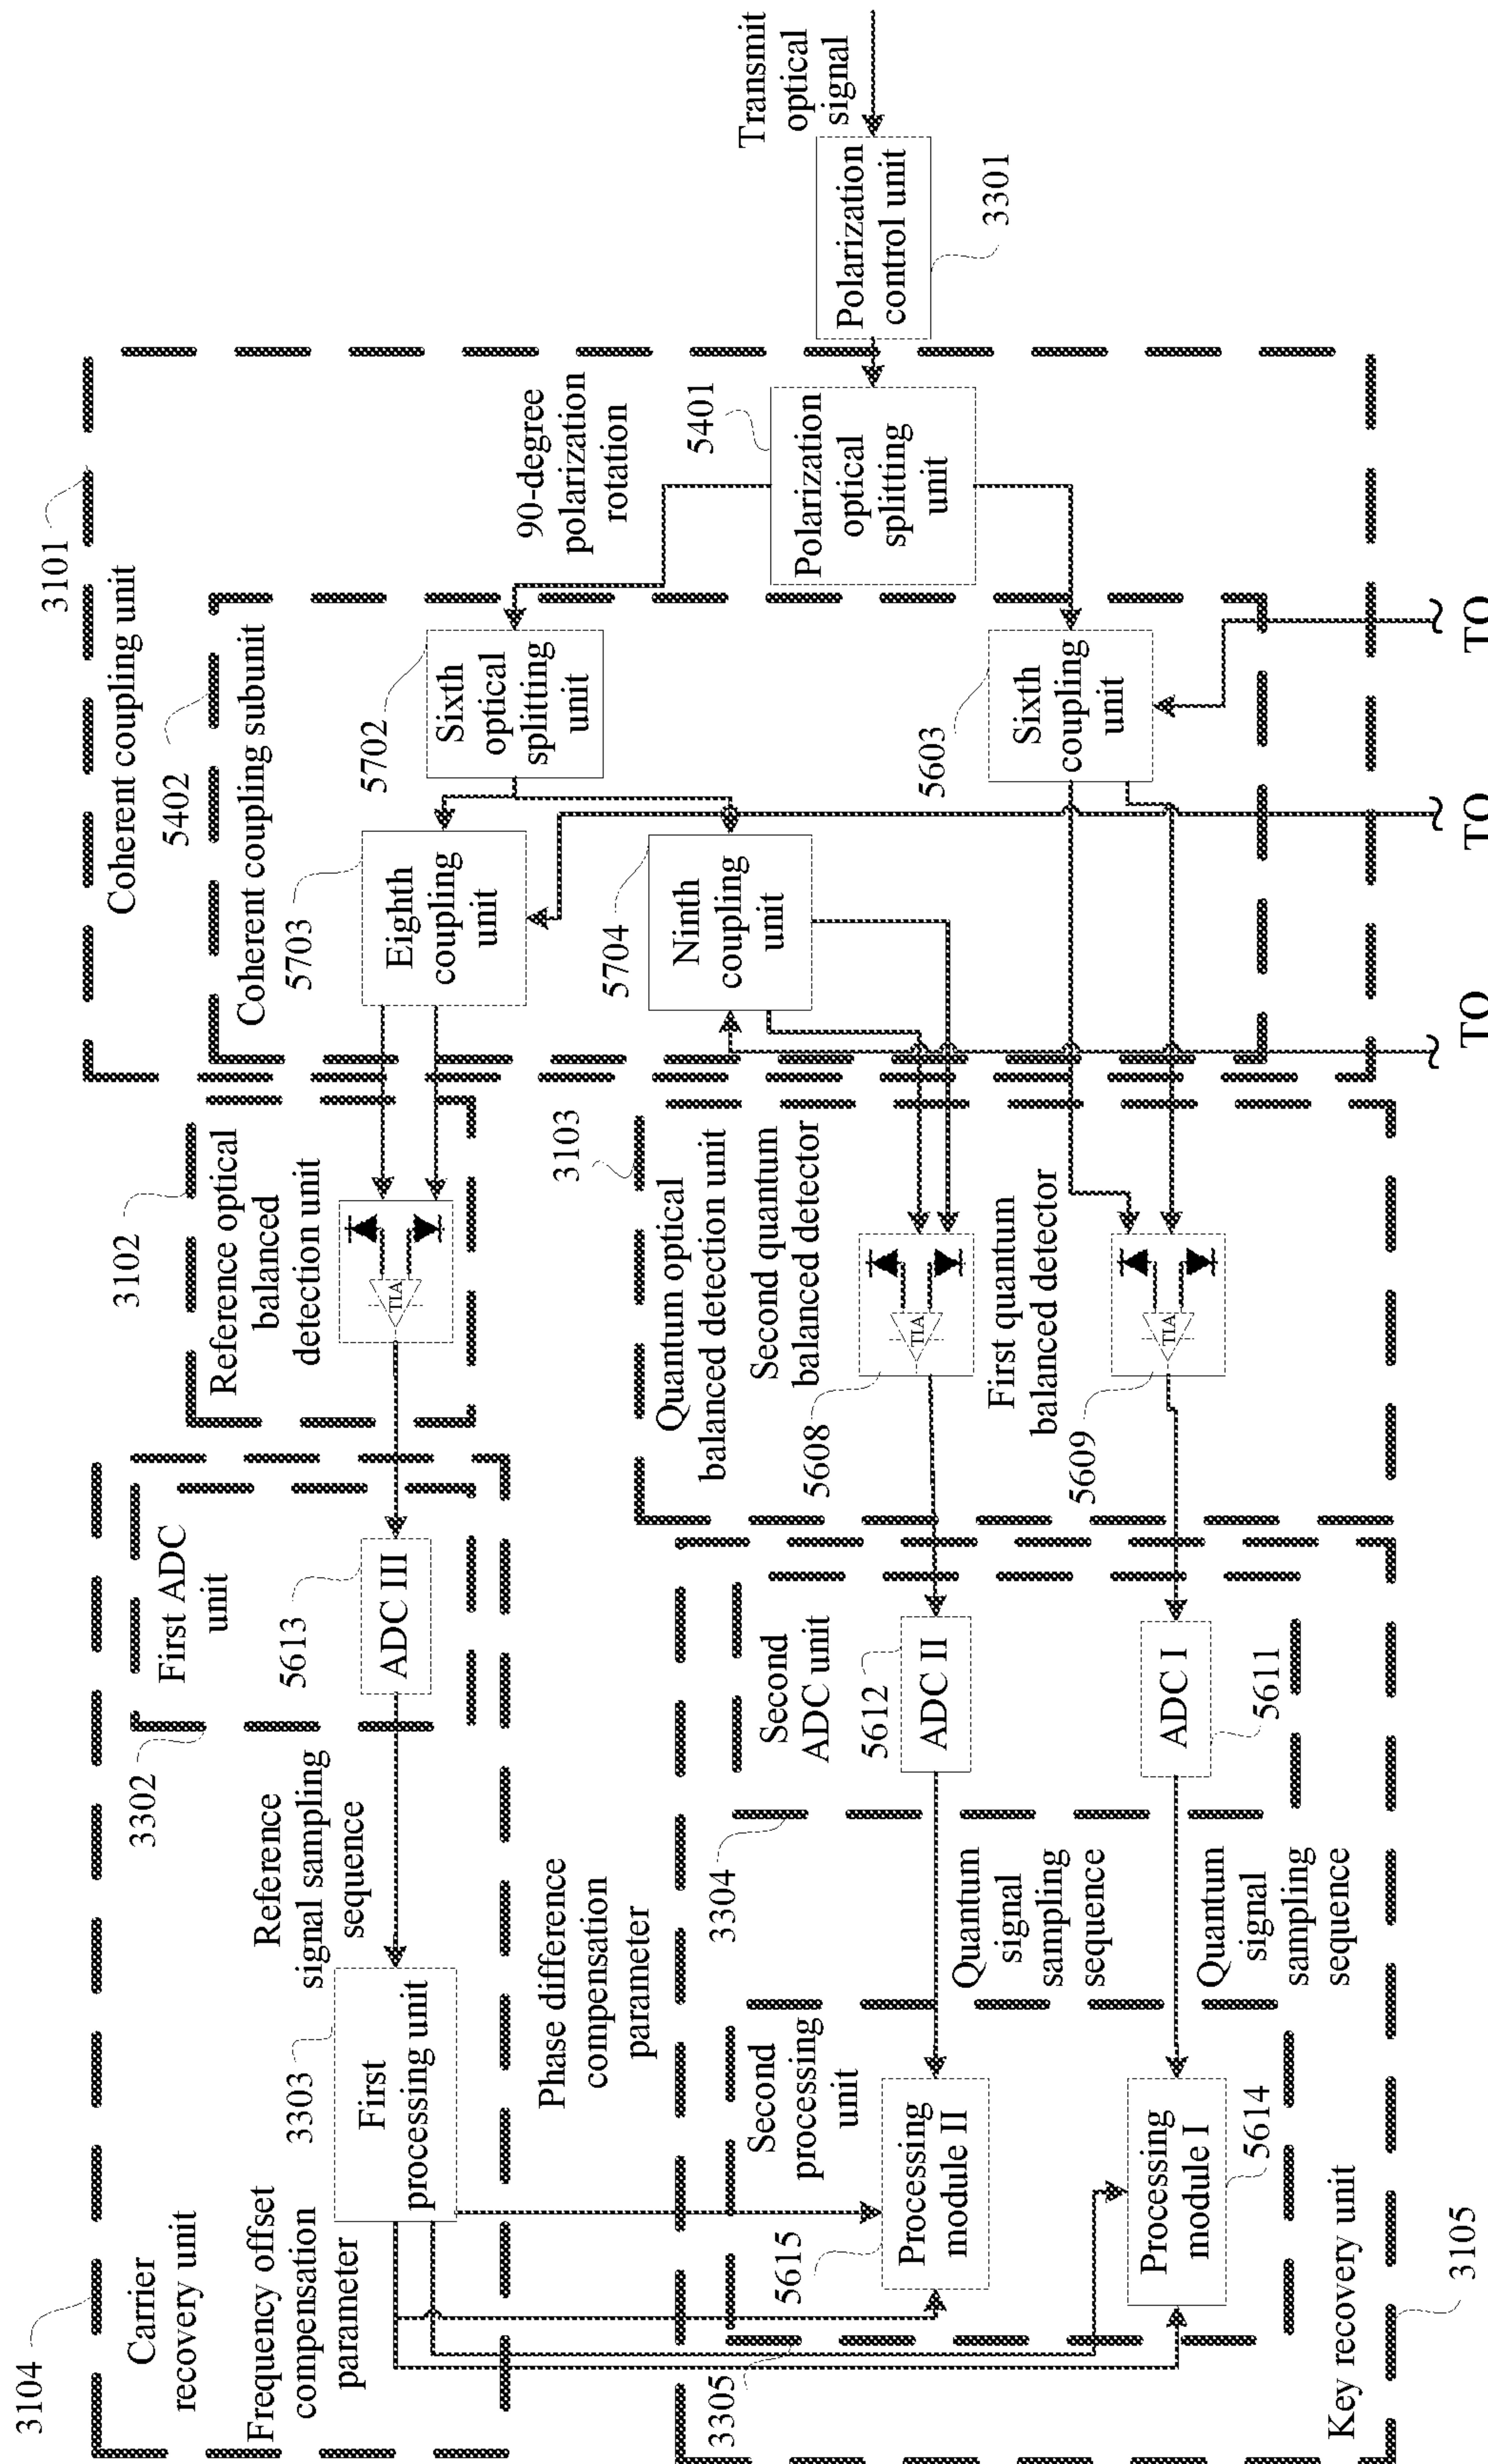 3104
Carrier
recovery unit
Frequency offset
compensation
parameter
3303
First
processing unit
Reference
signal sampling
sequence
3302
First ADC
unit
5613
ADC III
3102
Reference optical
balanced
detection unit
TIA
3101
Coherent coupling unit
5402
Coherent coupling subunit
5703
Eighth
coupling
unit
5702
Sixth
optical
splitting
unit
90-degree
polarization
rotation
5401
Polarization
optical
splitting
unit
Transmit
optical
signal
Polarization
control unit
3301
5704
Ninth
coupling
unit
5603
Sixth
coupling
unit
Phase difference
compensation
parameter
3103
Quantum optical
balanced detection unit
Second quantum
balanced detector
TIA
5608
First quantum
balanced detector
TIA
5609
3304
Second
ADC unit
5612
ADC II
ADC I
5611
Quantum
signal
sampling
sequence
Quantum
signal
sampling
sequence
Second
processing
unit
5615
Processing
module II
Processing
module I
5614
3305
Key recovery unit
3105
TO
TO
TO